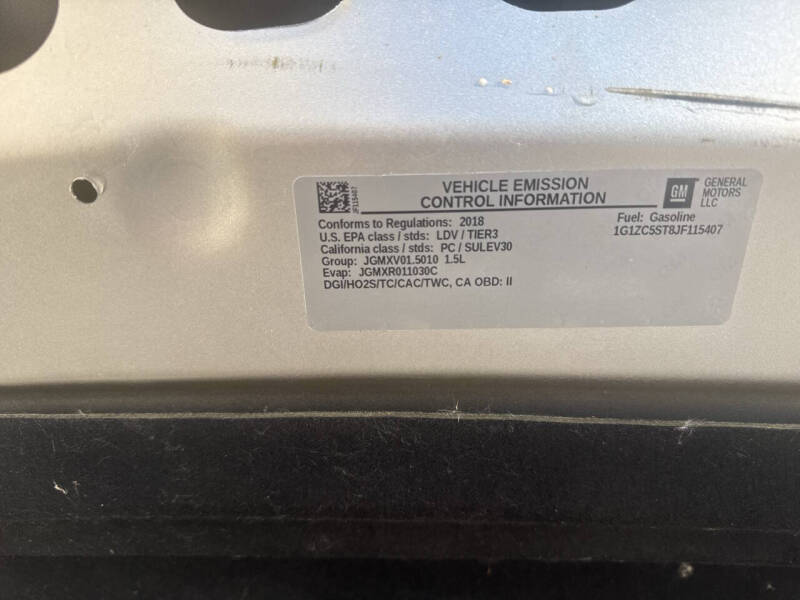 JF115407
VEHICLE EMISSION
CONTROL INFORMATION
GM
GENERAL
MOTORS
LLC
Conforms to Regulations: 2018
Fuel: Gasoline
U.S. EPA class / stds: LDV / TIER3
1G1ZC5ST8JF115407
California class / stds: PC / SULEV30
Group: JGMXV01.5010 1.5L
Evap: JGMXR011030C
DGI/HO2S/TC/CAC/TWC, CA OBD: II